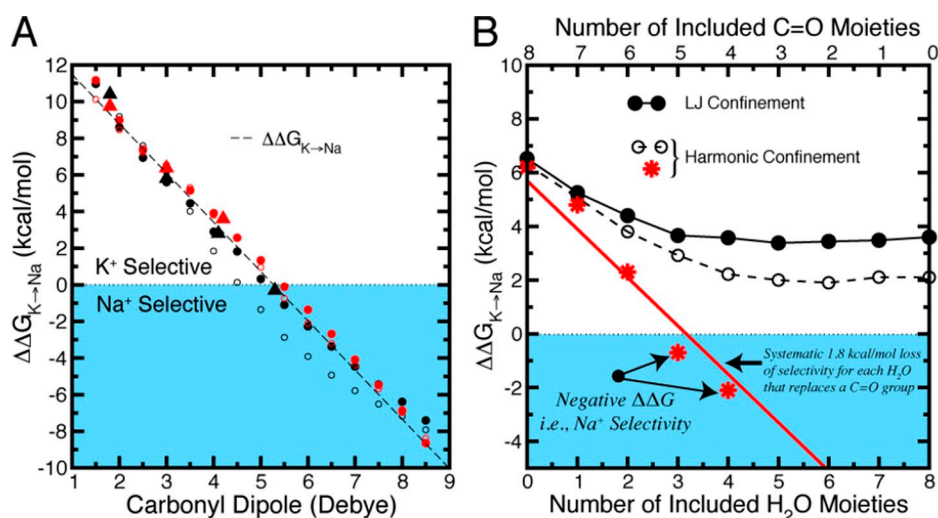 A
12
10
8
6
4
2
0
-2
-4
-6
-8
-10
1 2 3 4 5 6 7 8 9
ΔΔG K→Na (kcal/mol)
Carbonyl Dipole (Debye)
ΔΔG K→Na
K+ Selective
Na+ Selective
B
Number of Included C=O Moieties
8 7 6 5 4 3 2 1 0
10
8
6
4
2
0
-2
-4
0 1 2 3 4 5 6 7 8
ΔΔG K→Na (kcal/mol)
Number of Included H2O Moieties
LJ Confinement
Harmonic Confinement
Systematic 1.8 kcal/mol loss
of selectivity for each H2O
that replaces a C=O group
Negative ΔΔG
i.e., Na+ Selectivity